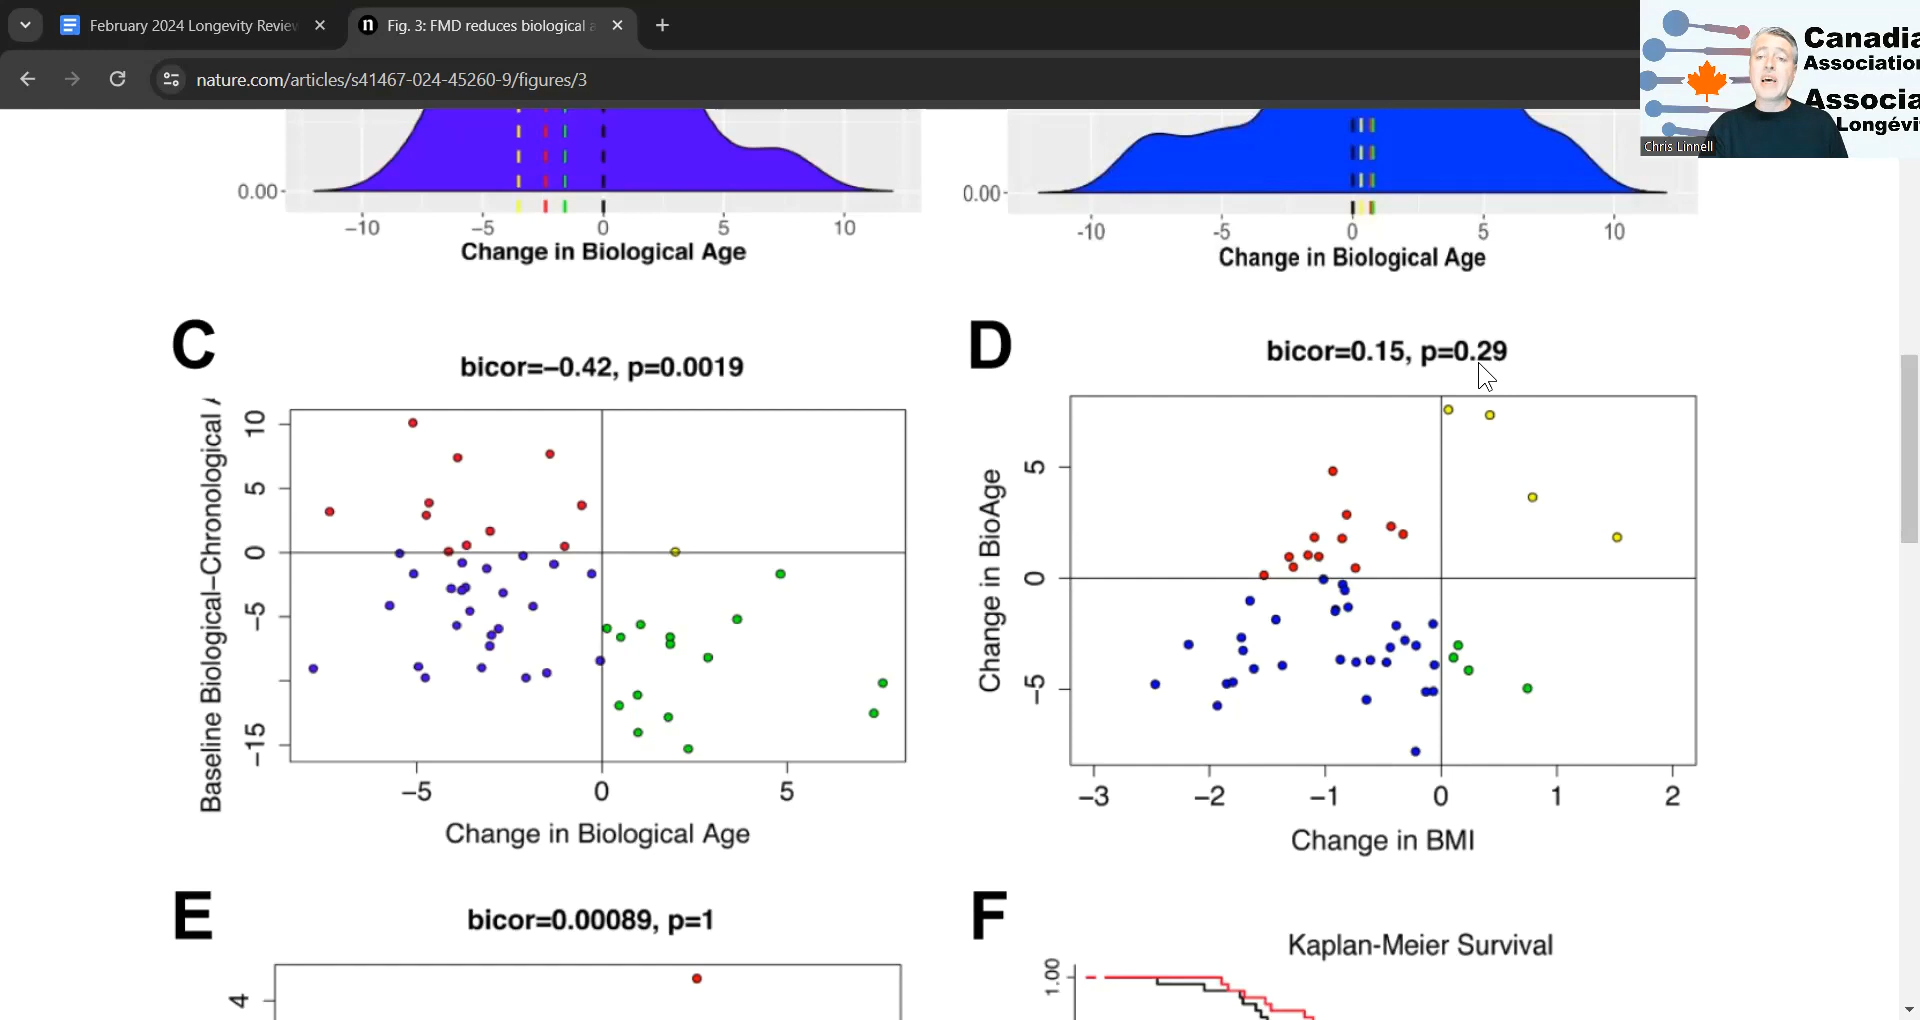 February 2024 Longevity Review
Fig. 3: FMD reduces biological a
nature.com/articles/s41467-024-45260-9/figures/3
Canadia
Association
Associa
Longévi
Chris Linnell
0.00
−10 −5 0 5 10
Change in Biological Age
0.00
-10 -5 0 5 10
Change in Biological Age
C
bicor=−0.42, p=0.0019
Baseline Biological−Chronological A
10
5
0
−5
−15
−5 0 5
Change in Biological Age
D
bicor=0.15, p=0.29
Change in BioAge
5
0
−5
−3 −2 −1 0 1 2
Change in BMI
E
bicor=0.00089, p=1
4
F
Kaplan-Meier Survival
1.00